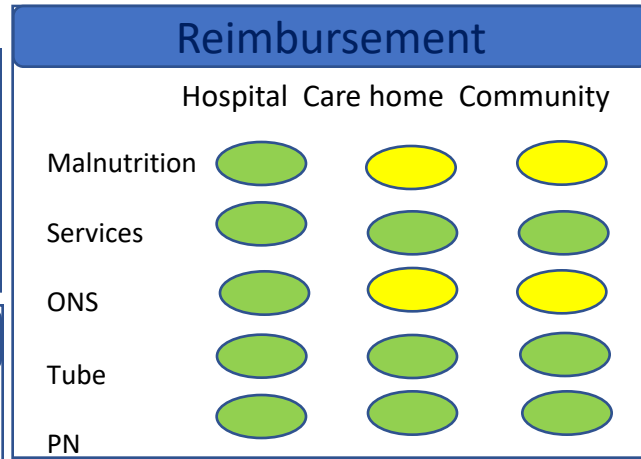 Reimbursement
Hospital Care home Community
Malnutrition
Services
ONS
Tube
PN